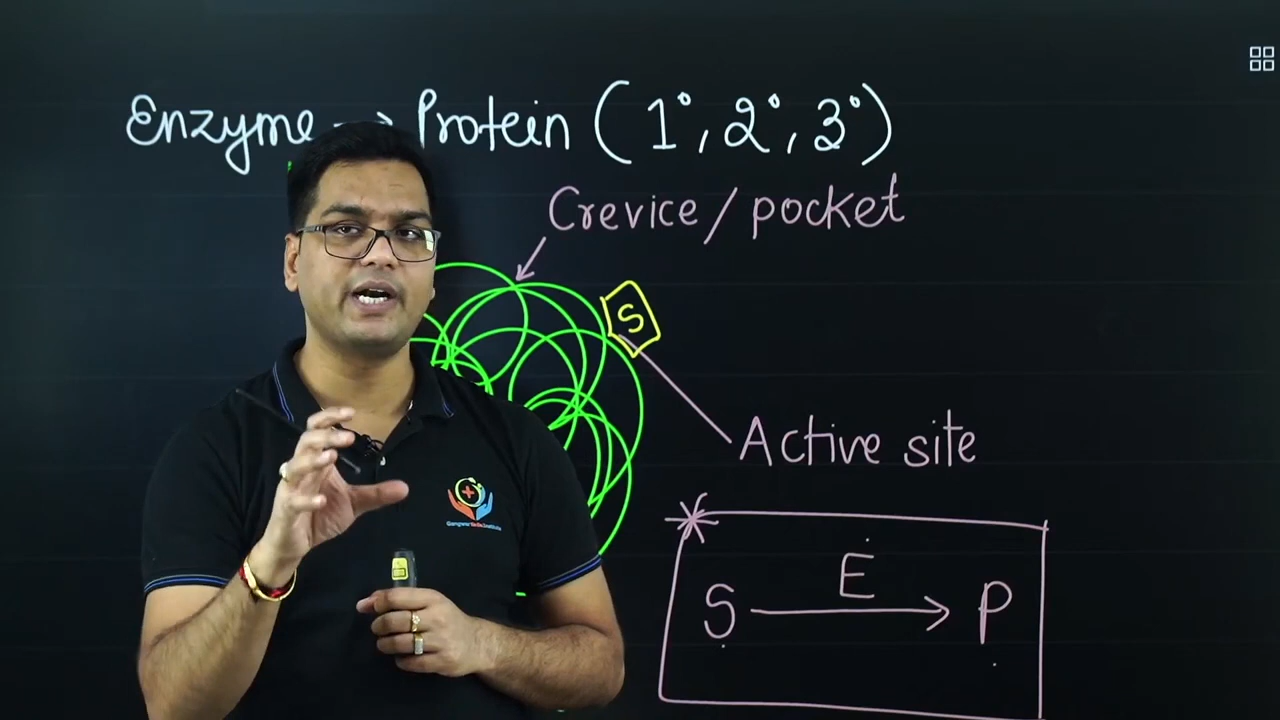 Enzyme → Protein (1°, 2°, 3°)
Crevice / pocket
S
Active site
E
S → P